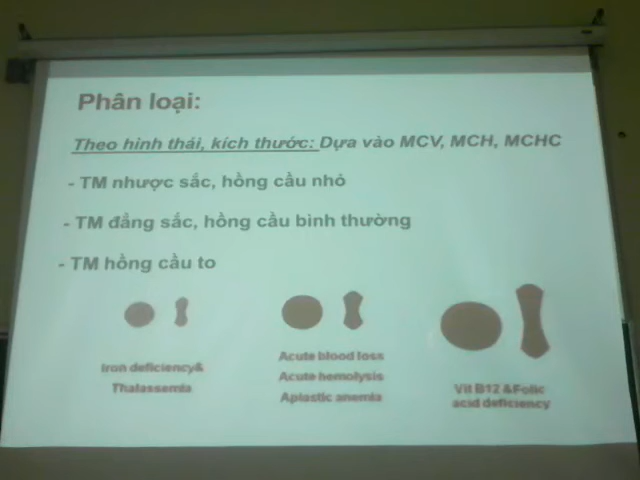 Phân loại:
Theo hình thái, kích thước: Dựa vào MCV, MCH, MCHC
- TM nhược sắc, hồng cầu nhỏ
- TM đẳng sắc, hồng cầu bình thường
- TM hồng cầu to
Iron deficiency&
Thalassemia
Acute blood loss
Acute hemolysis
Aplastic anemia
Vit B12 &Folic
acid deficiency